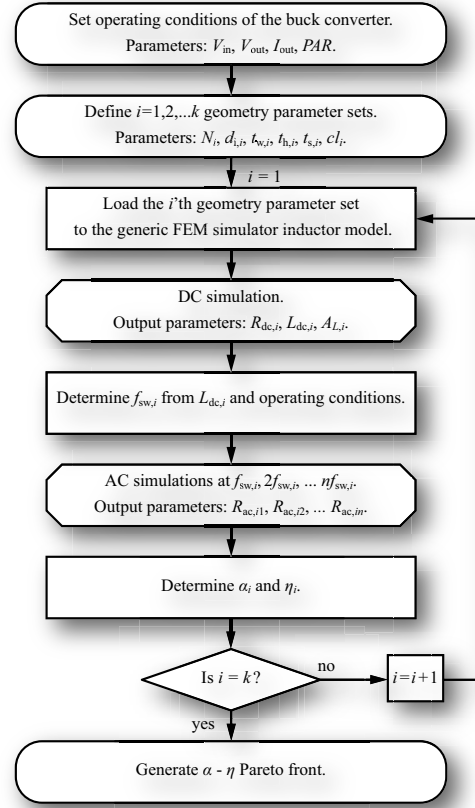 Set operating conditions of the buck converter.
Parameters: Vin, Vout, Iout, PAR.
Define i=1,2,...k geometry parameter sets.
Parameters: Ni, di,i, tw,i, th,i, ts,i, cli.
i = 1
Load the i'th geometry parameter set
to the generic FEM simulator inductor model.
DC simulation.
Output parameters: Rdc,i, Ldc,i, AL,i.
Determine fsw,i from Ldc,i and operating conditions.
AC simulations at fsw,i, 2fsw,i, ... nfsw,i.
Output parameters: Rac,i1, Rac,i2, ... Rac,in.
Determine αi and ηi.
Is i = k?
no
i=i+1
yes
Generate α - η Pareto front.